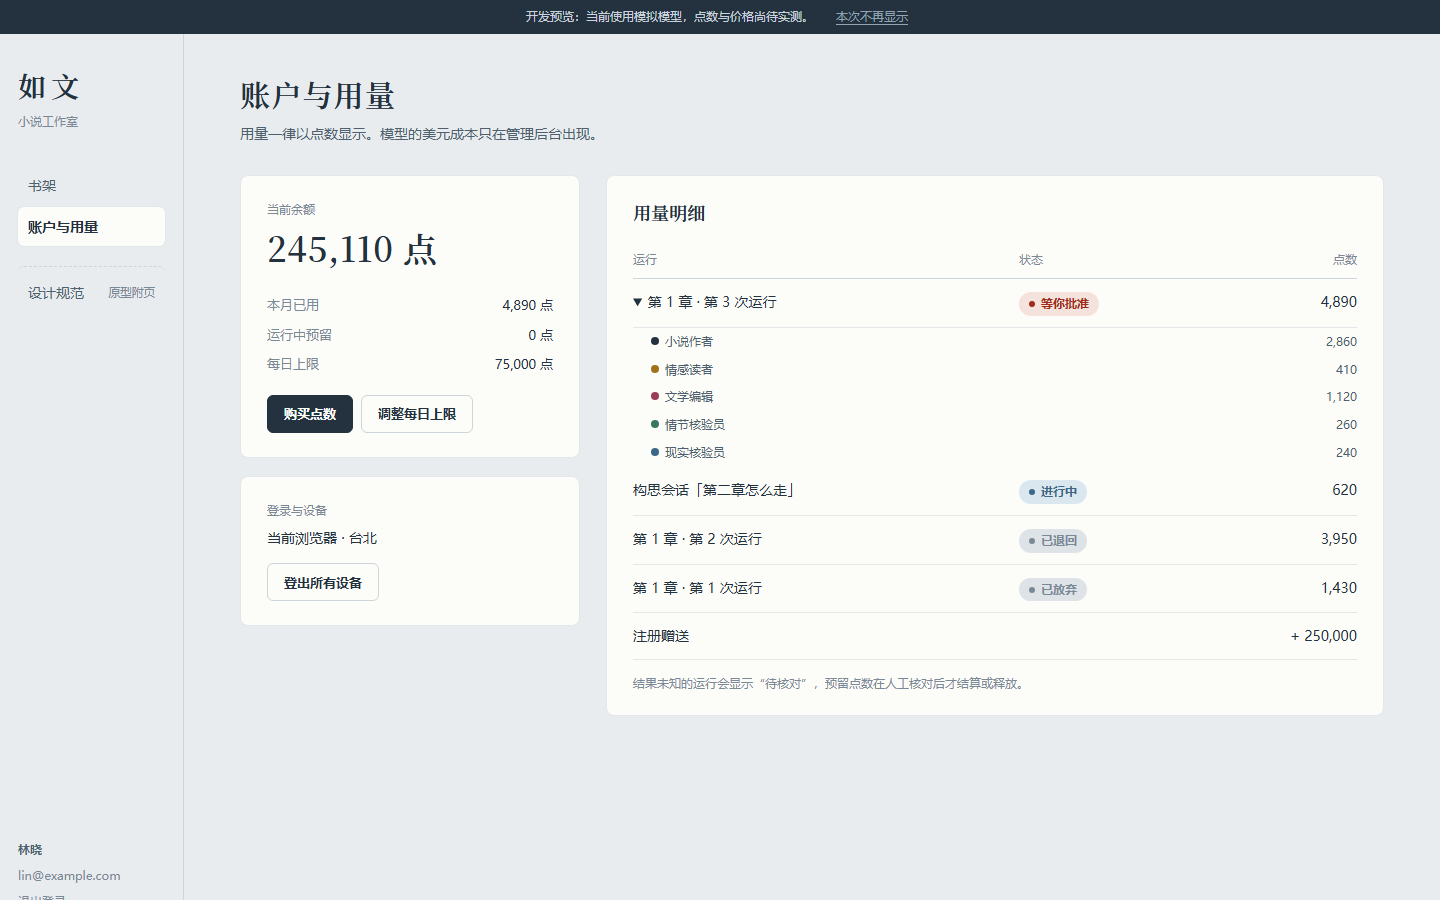 开发预览：当前使用模拟模型，点数与价格尚待实测。 本次不再显示
如文
小说工作室
书架
账户与用量
设计规范 原型附页
林晓
lin@example.com
退出登录
账户与用量
用量一律以点数显示。模型的美元成本只在管理后台出现。
当前余额
245,110 点
本月已用 4,890 点
运行中预留 0 点
每日上限 75,000 点
购买点数 调整每日上限
登录与设备
当前浏览器 · 台北
登出所有设备
用量明细
运行 状态 点数
▼ 第 1 章 · 第 3 次运行 等你批准 4,890
小说作者 2,860
情感读者 410
文学编辑 1,120
情节核验员 260
现实核验员 240
构思会话「第二章怎么走」 进行中 620
第 1 章 · 第 2 次运行 已退回 3,950
第 1 章 · 第 1 次运行 已放弃 1,430
注册赠送 + 250,000
结果未知的运行会显示“待核对”，预留点数在人工核对后才结算或释放。